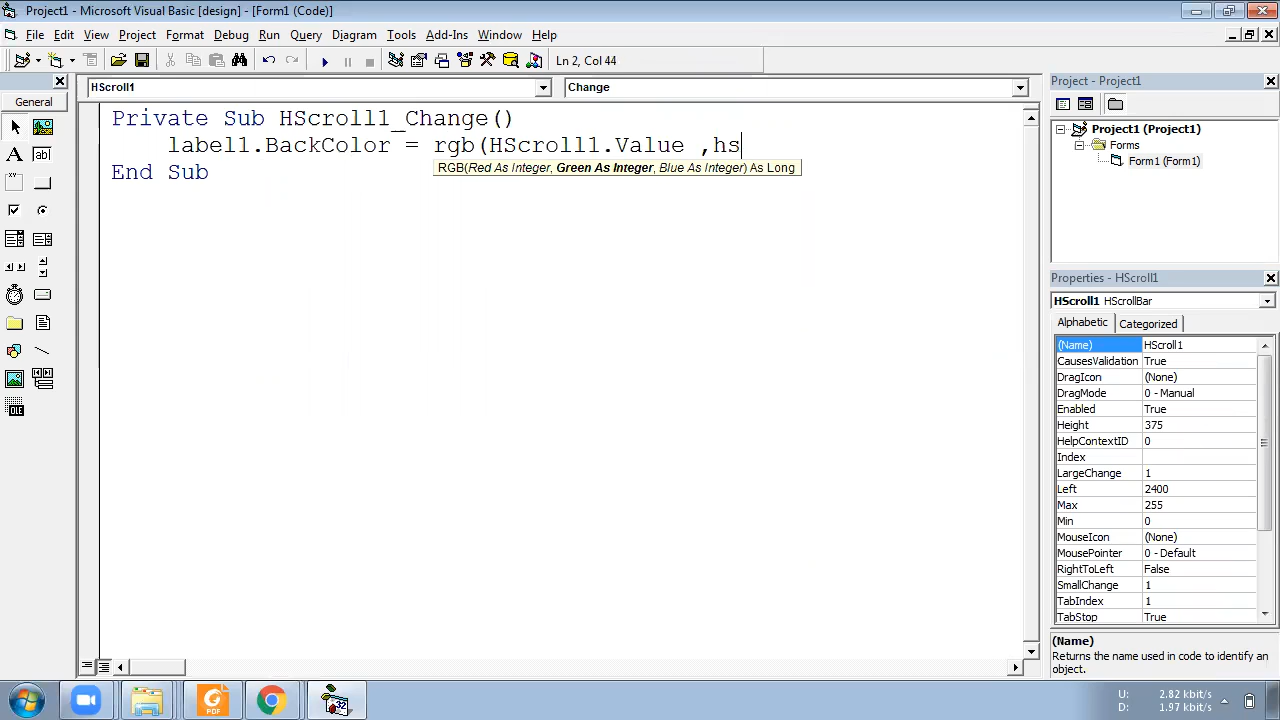 Project1 - Microsoft Visual Basic [design] - [Form1 (Code)]
File Edit View Project Format Debug Run Query Diagram Tools Add-Ins Window Help
Ln 2, Col 44
General
HScroll1
Change
Private Sub HScroll1_Change()
label1.BackColor = rgb(HScroll1.Value ,hs
RGB(Red As Integer, Green As Integer, Blue As Integer) As Long
End Sub
Project - Project1
Project1 (Project1)
Forms
Form1 (Form1)
Properties - HScroll1
HScroll1 HScrollBar
Alphabetic Categorized
(Name) HScroll1
CausesValidation True
DragIcon (None)
DragMode 0 - Manual
Enabled True
Height 375
HelpContextID 0
Index
LargeChange 1
Left 2400
Max 255
Min 0
MouseIcon (None)
MousePointer 0 - Default
RightToLeft False
SmallChange 1
TabIndex 1
TabStop True
(Name)
Returns the name used in code to identify an
object.
A
ab
OLE
PDF
32
U: 2.82 kbit/s
D: 1.97 kbit/s